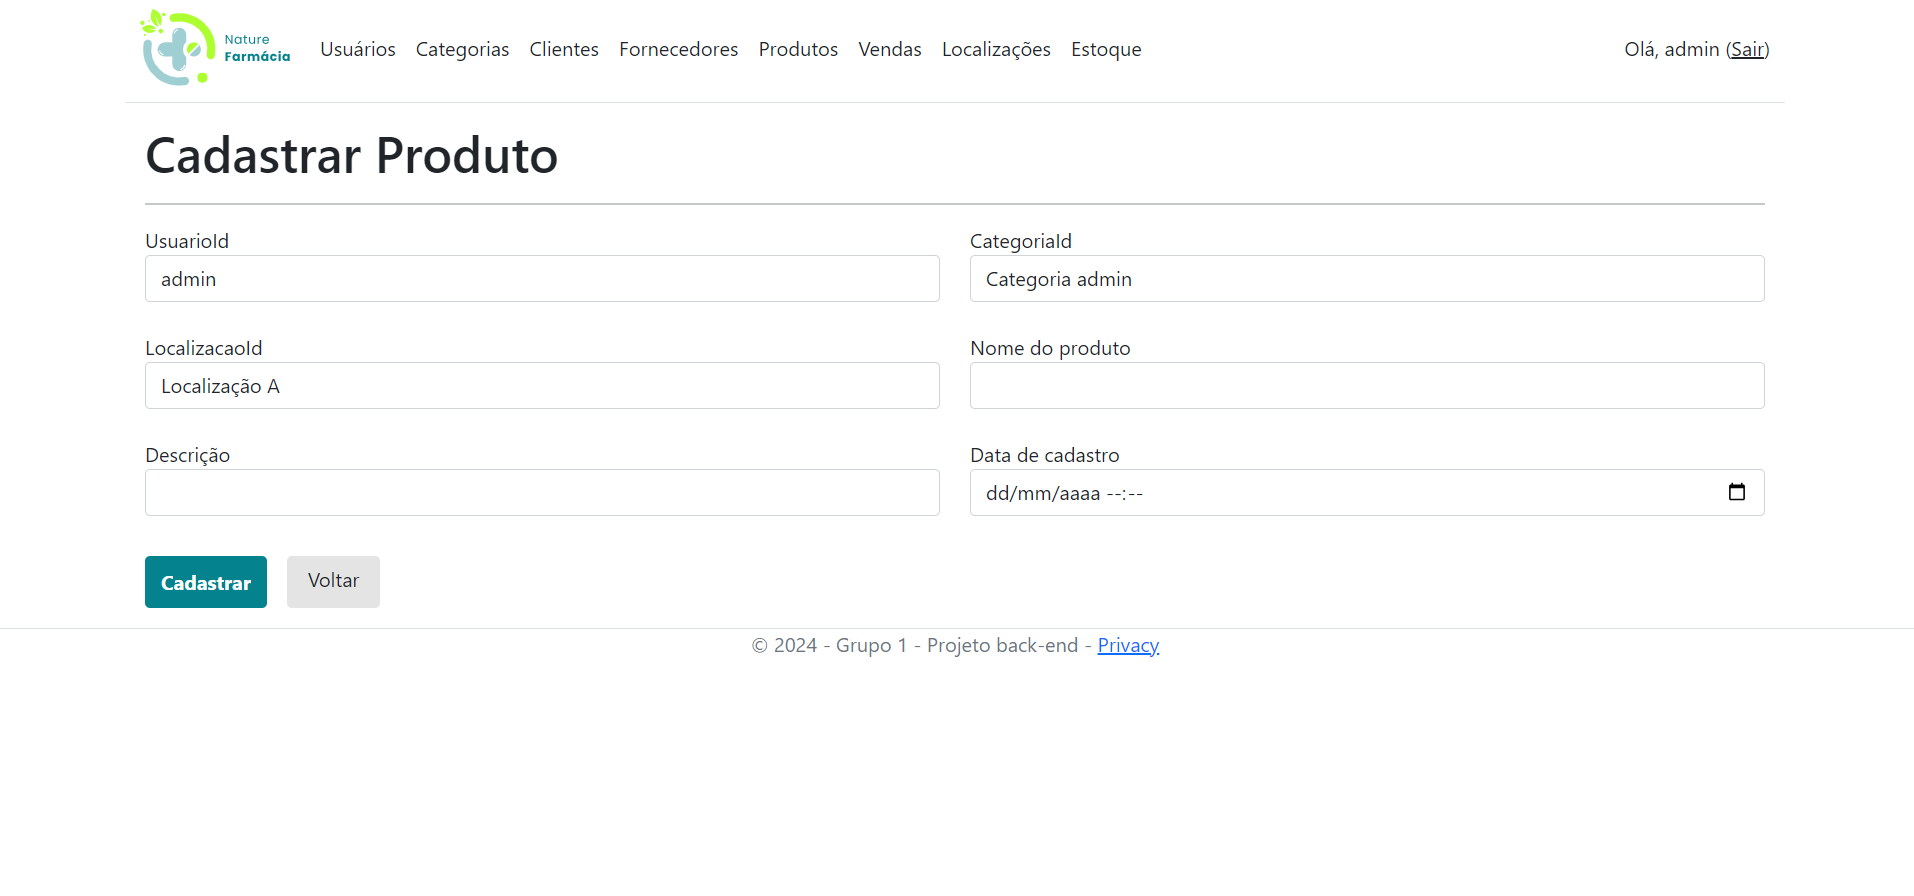 Nature
Farmácia
Usuários Categorias Clientes Fornecedores Produtos Vendas Localizações Estoque
Olá, admin (Sair)
Cadastrar Produto
UsuarioId
admin
CategoriaId
Categoria admin
LocalizacaoId
Localização A
Nome do produto
Descrição
Data de cadastro
dd/mm/aaaa --:--
Cadastrar
Voltar
© 2024 - Grupo 1 - Projeto back-end - Privacy